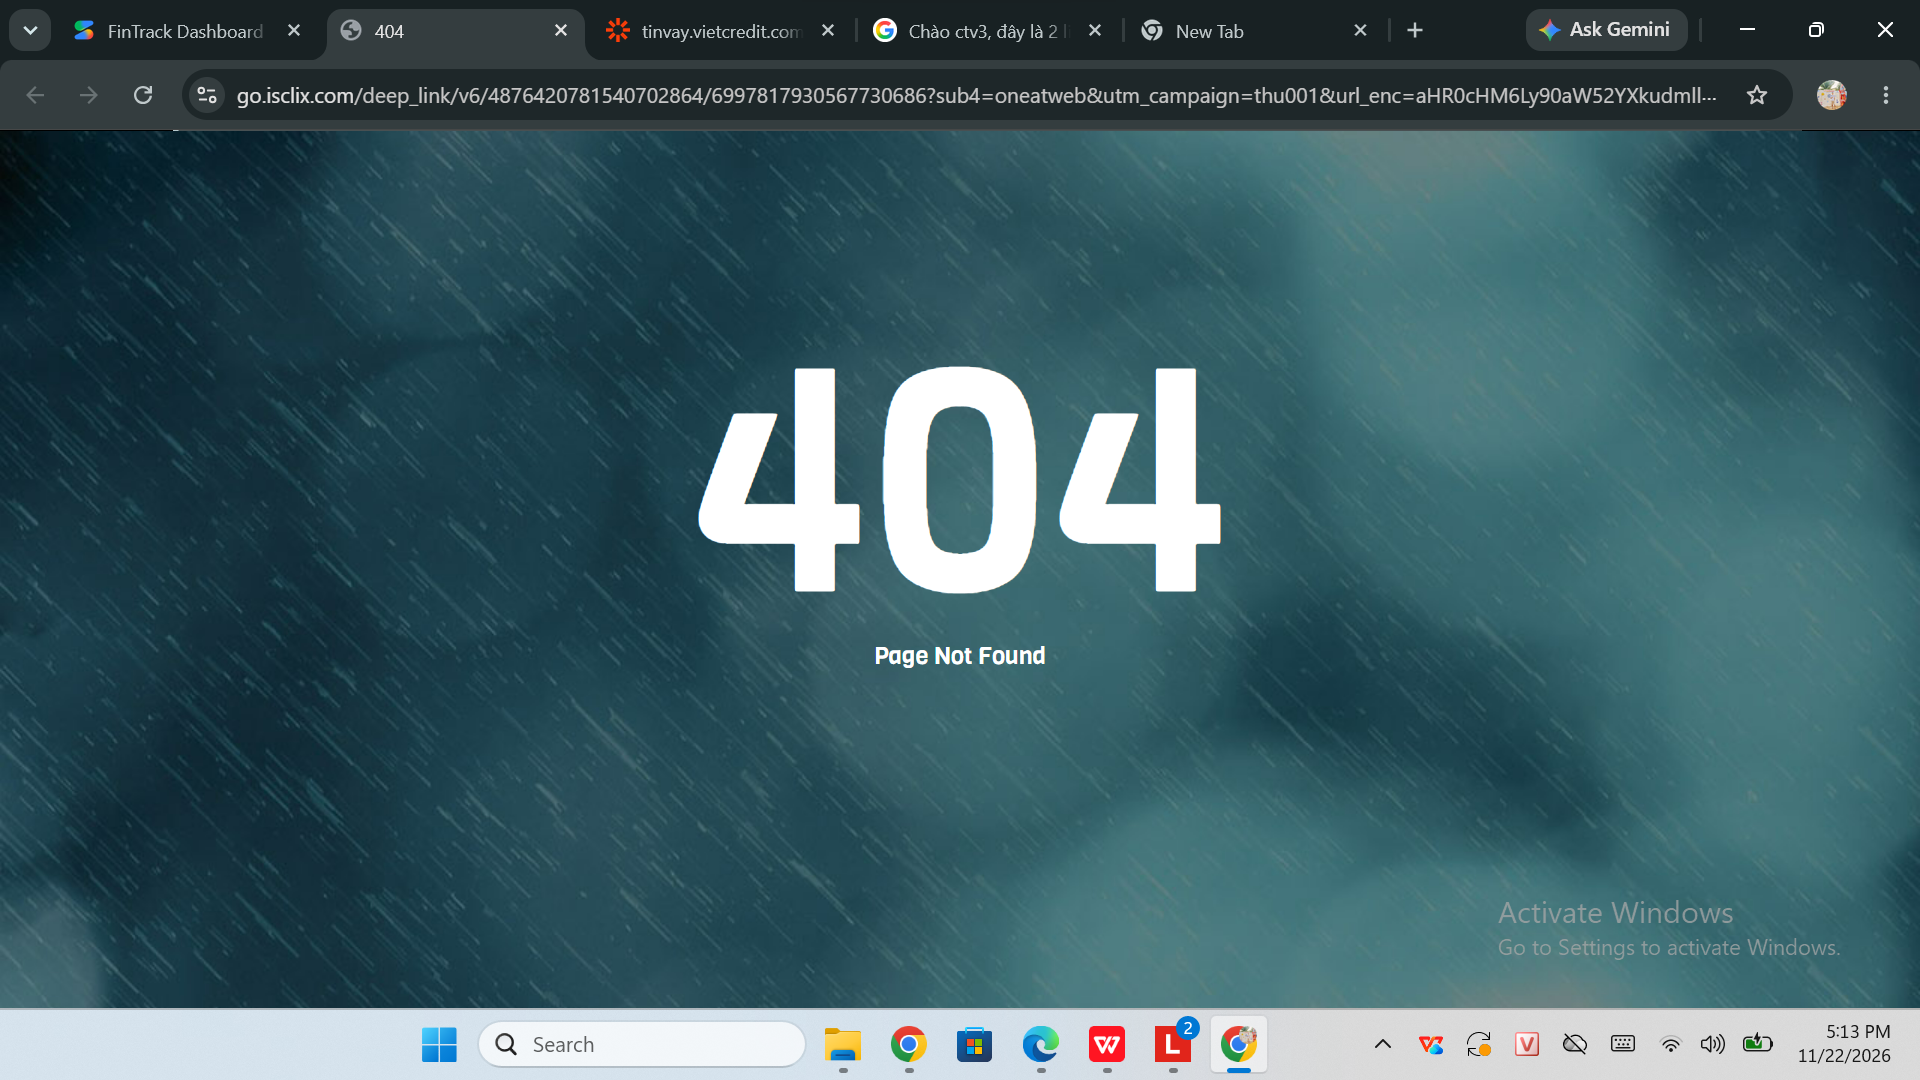 FinTrack Dashboard
404
tinvay.vietcredit.com
Chào ctv3, đây là 2
New Tab
Ask Gemini
go.isclix.com/deep_link/v6/4876420781540702864/6997817930567730686?sub4=oneatweb&utm_campaign=thu001&url_enc=aHR0cHM6Ly90aW52YXkudmll...
404
Page Not Found
Activate Windows
Go to Settings to activate Windows.
Search
2
5:13 PM
11/22/2026